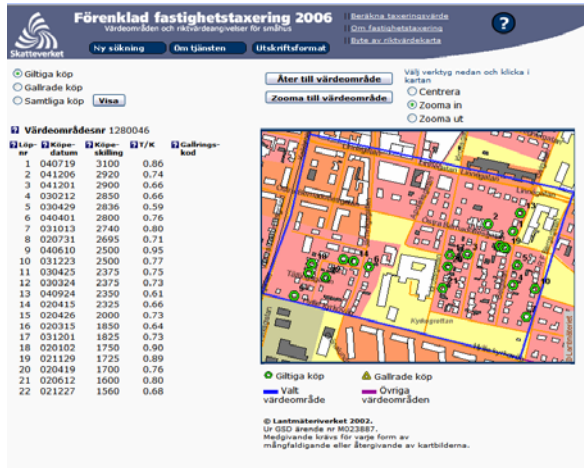 Skatteverket
Förenklad fastighetstaxering 2006
Värdeområden och riktvärdeangivelser för småhus
Beräkna taxeringsvärde
Om fastighetstaxering
Byte av riktvärdekarta
?
Ny sökning
Om tjänsten
Utskriftsformat
Giltiga köp
Gallrade köp
Samtliga köp
Visa
Åter till värdeområde
Zooma till värdeområde
Välj verktyg nedan och klicka i
kartan
Centrera
Zooma in
Zooma ut
Värdeområdesnr 1280046
Löp-nr Köpe-datum Köpe-skilling T/K Gallrings-kod
1 040719 3100 0.86
2 041206 2920 0.74
3 041201 2900 0.66
4 030212 2850 0.66
5 030429 2836 0.59
6 040401 2800 0.76
7 031013 2740 0.80
8 020731 2695 0.71
9 040610 2500 0.95
10 031223 2500 0.77
11 030425 2375 0.75
12 030324 2375 0.73
13 040924 2350 0.61
14 020415 2325 0.66
15 020426 2000 0.73
16 020315 1850 0.64
17 031201 1825 0.73
18 020102 1750 0.90
19 021129 1725 0.89
20 020419 1700 0.76
21 020612 1600 0.80
22 021227 1560 0.68
Linnégatan
Linnégatan
Linnégatan
Kyrkogrottan
Giltiga köp
Gallrade köp
Valt
värdeområde
Övriga
värdeområden
© Lantmäteriverket 2002.
Ur GSD ärende nr M023887.
Medgivande krävs för varje form av
mångfaldigande eller återgivande av kartbilderna.